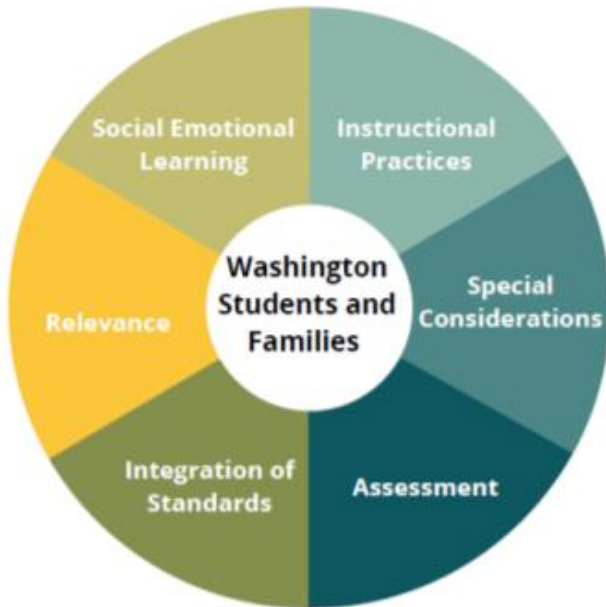 Social Emotional
Learning
Instructional
Practices
Washington
Students and
Families
Special
Considerations
Relevance
Integration of
Standards
Assessment